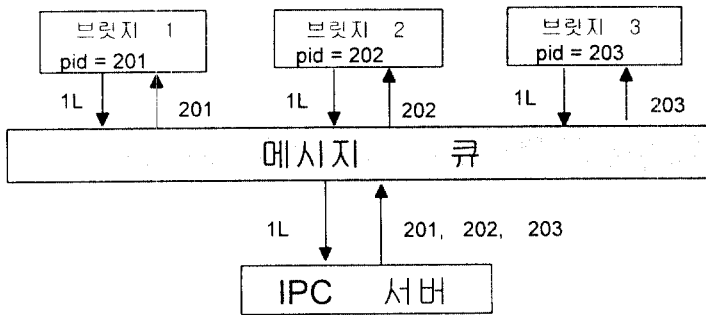 브릿지 1
pid = 201
브릿지 2
pid = 202
브릿지 3
pid = 203
1L
201
1L
202
1L
203
메시지 큐
1L
201, 202, 203
IPC 서버